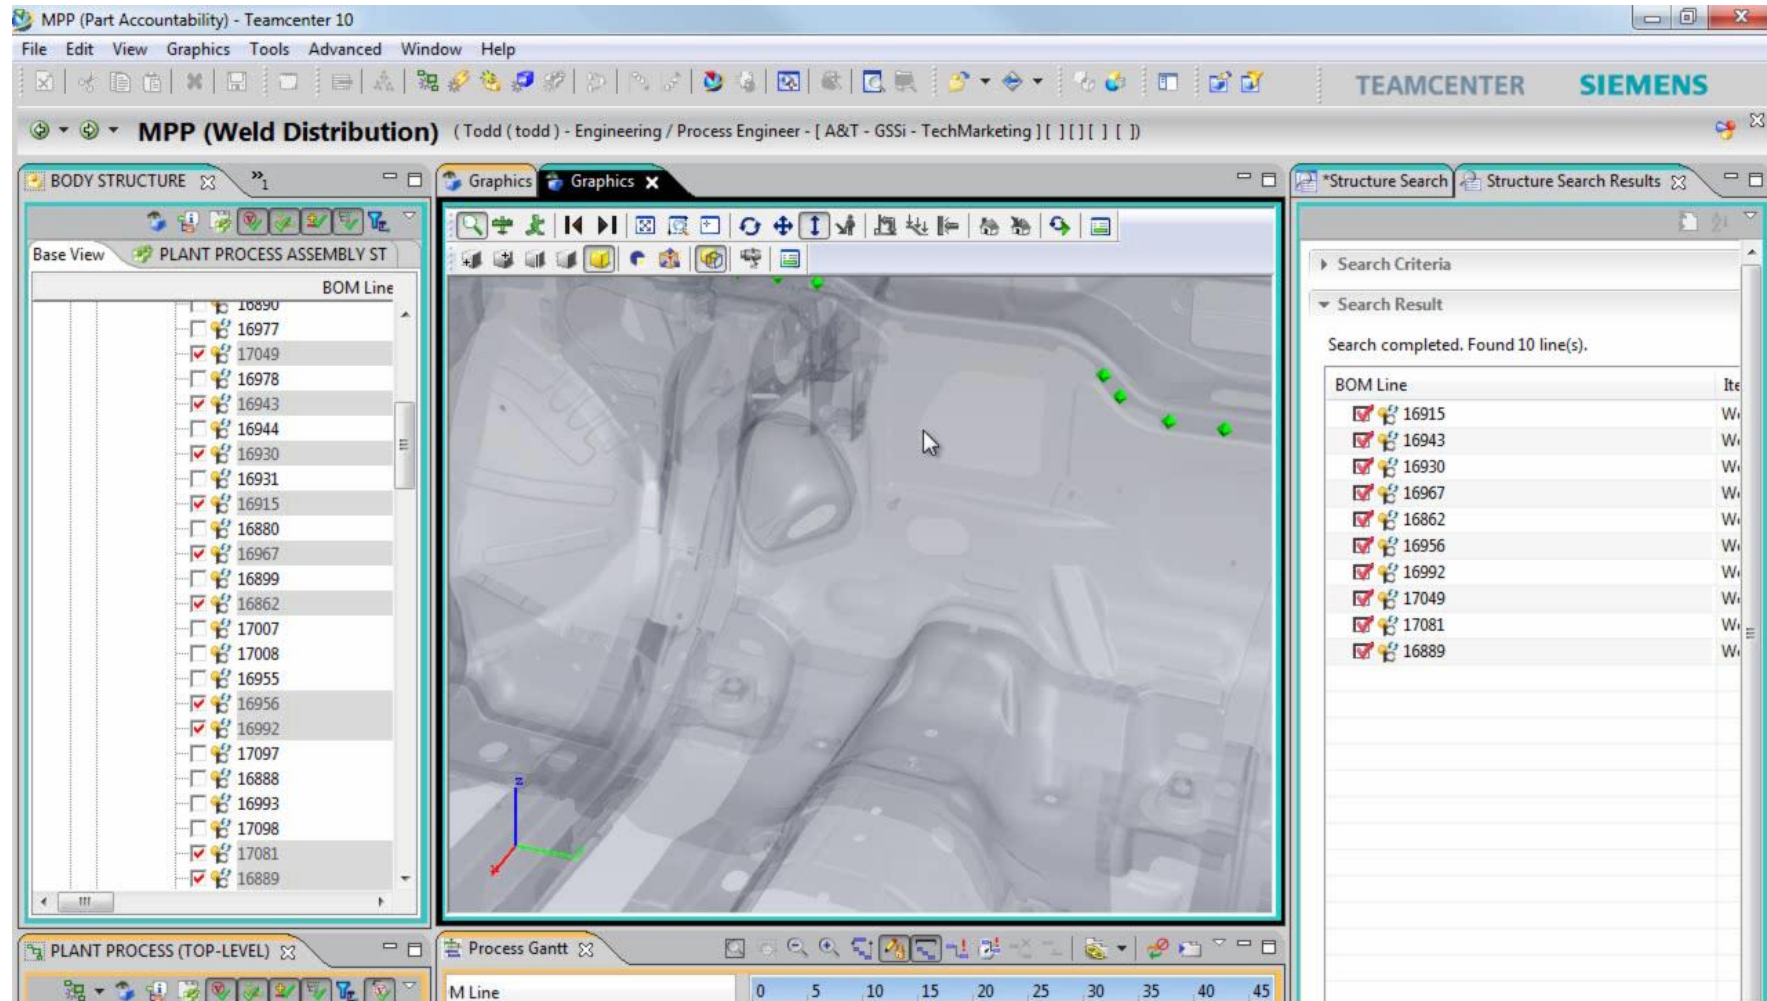 MPP (Part Accountability) - Teamcenter 10
File Edit View Graphics Tools Advanced Window Help
TEAMCENTER SIEMENS
MPP (Weld Distribution) (Todd ( todd ) - Engineering / Process Engineer - [ A&T - GSSi - TechMarketing ] [ ] [ ] [ ] [ ])
BODY STRUCTURE
»1
Base View
PLANT PROCESS ASSEMBLY ST
BOM Line
16890
16977
17049
16978
16943
16944
16930
16931
16915
16880
16967
16899
16862
17007
17008
16955
16956
16992
17097
16888
16993
17098
17081
16889
Graphics
Graphics
z
*Structure Search
Structure Search Results
Search Criteria
Search Result
Search completed. Found 10 line(s).
BOM Line Ite
16915
16943
16930
16967
16862
16956
16992
17049
17081
16889
PLANT PROCESS (TOP-LEVEL)
Process Gantt
M Line
0 5 10 15 20 25 30 35 40 45